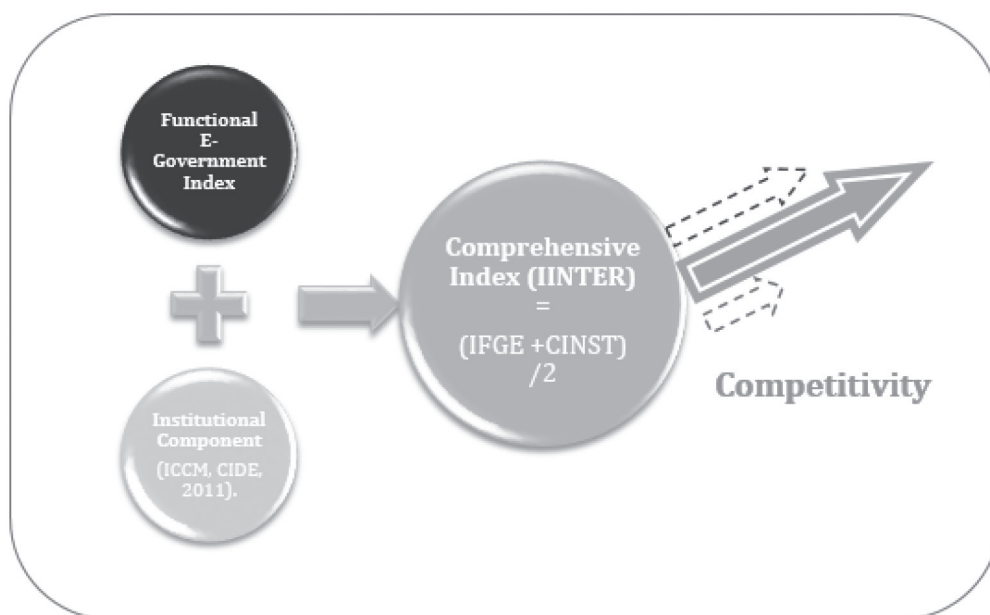 Functional
E-
Government
Index
Institutional
Component
(ICCM, CIDE,
2011).
Comprehensive
Index (IINTER)
=
(IFGE +CINST)
/2
Competitivity